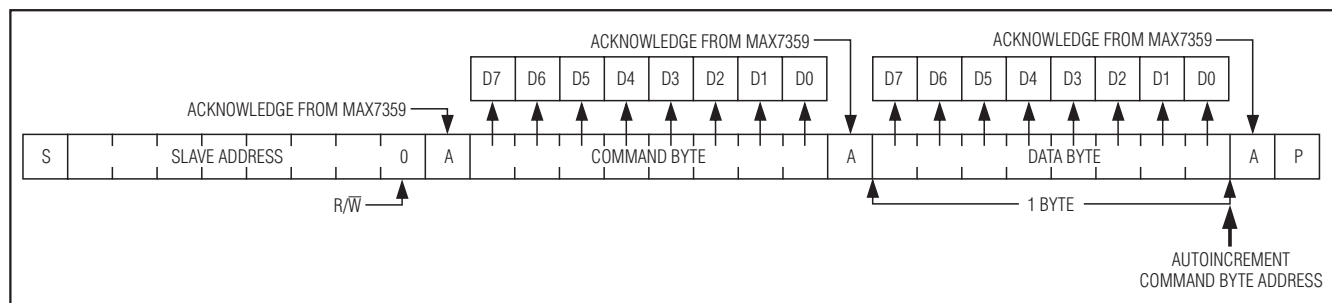 ACKNOWLEDGE FROM MAX7359 ACKNOWLEDGE FROM MAX7359
D7 D6 D5 D4 D3 D2 D1 D0 D7 D6 D5 D4 D3 D2 D1 D0
ACKNOWLEDGE FROM MAX7359
S SLAVE ADDRESS 0 A COMMAND BYTE A DATA BYTE A P
R/W̅ 1 BYTE
AUTOINCREMENT
COMMAND BYTE ADDRESS